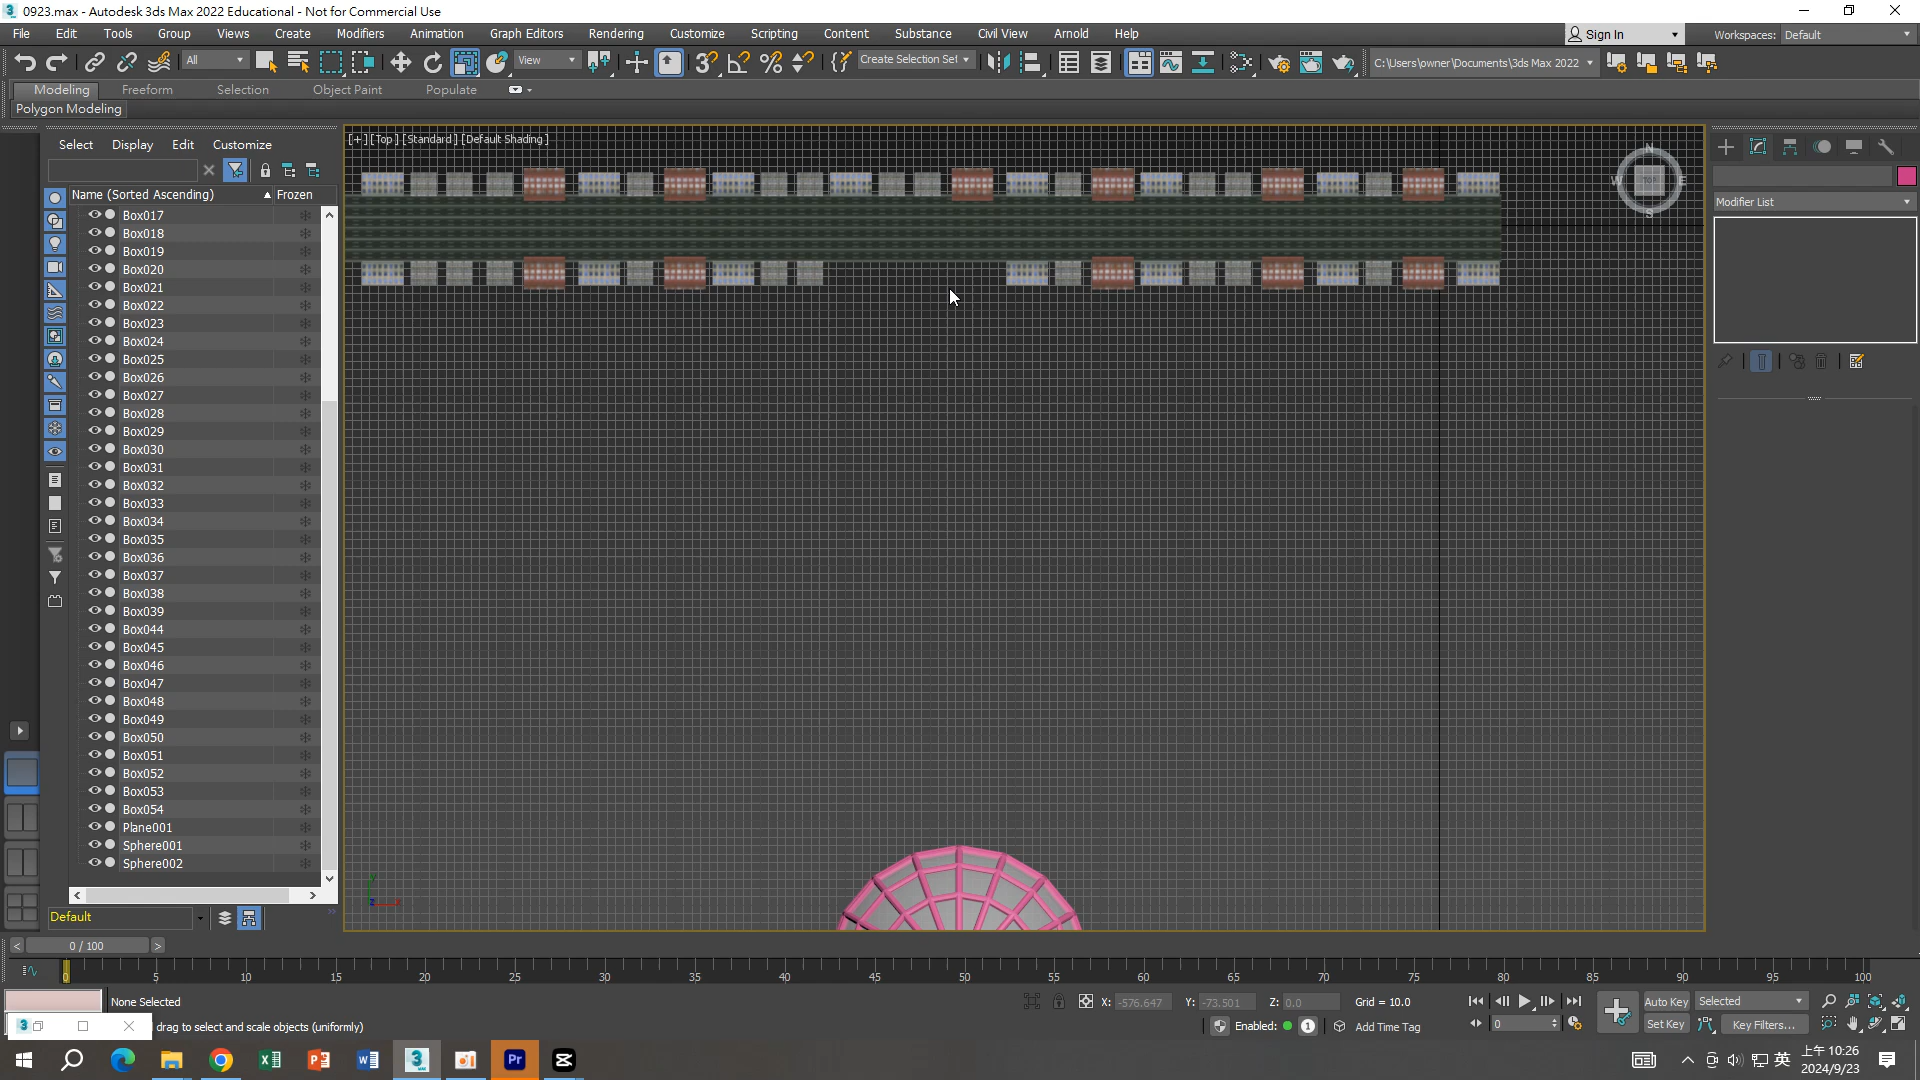 0923.max - Autodesk 3ds Max 2022 Educational - Not for Commercial Use
File Edit Tools Group Views Create Modifiers Animation Graph Editors Rendering Customize Scripting Content Substance Civil View Arnold Help Sign In Workspaces: Default
All View Create Selection Set C:\Users\owner\Documents\3ds Max 2022
Modeling Freeform Selection Object Paint Populate
Polygon Modeling
Select Display Edit Customize
[+] [Top] [Standard] [Default Shading]
Name (Sorted Ascending) Frozen
Modifier List
Box017
Box018
Box019
Box020
Box021
Box022
Box023
Box024
Box025
Box026
Box027
Box028
Box029
Box030
Box031
Box032
Box033
Box034
Box035
Box036
Box037
Box038
Box039
Box044
Box045
Box046
Box047
Box048
Box049
Box050
Box051
Box052
Box053
Box054
Plane001
Sphere001
Sphere002
N
W TOP E
S
Default
0 / 100
0 5 10 15 20 25 30 35 40 45 50 55 60 65 70 75 80 85 90 95 100
None Selected X: -576.647 Y: -73.501 Z: 0.0 Grid = 10.0 Auto Key Selected
drag to select and scale objects (uniformly) Enabled: 1 Add Time Tag 0 Set Key Key Filters...
英 上午 10:26
2024/9/23